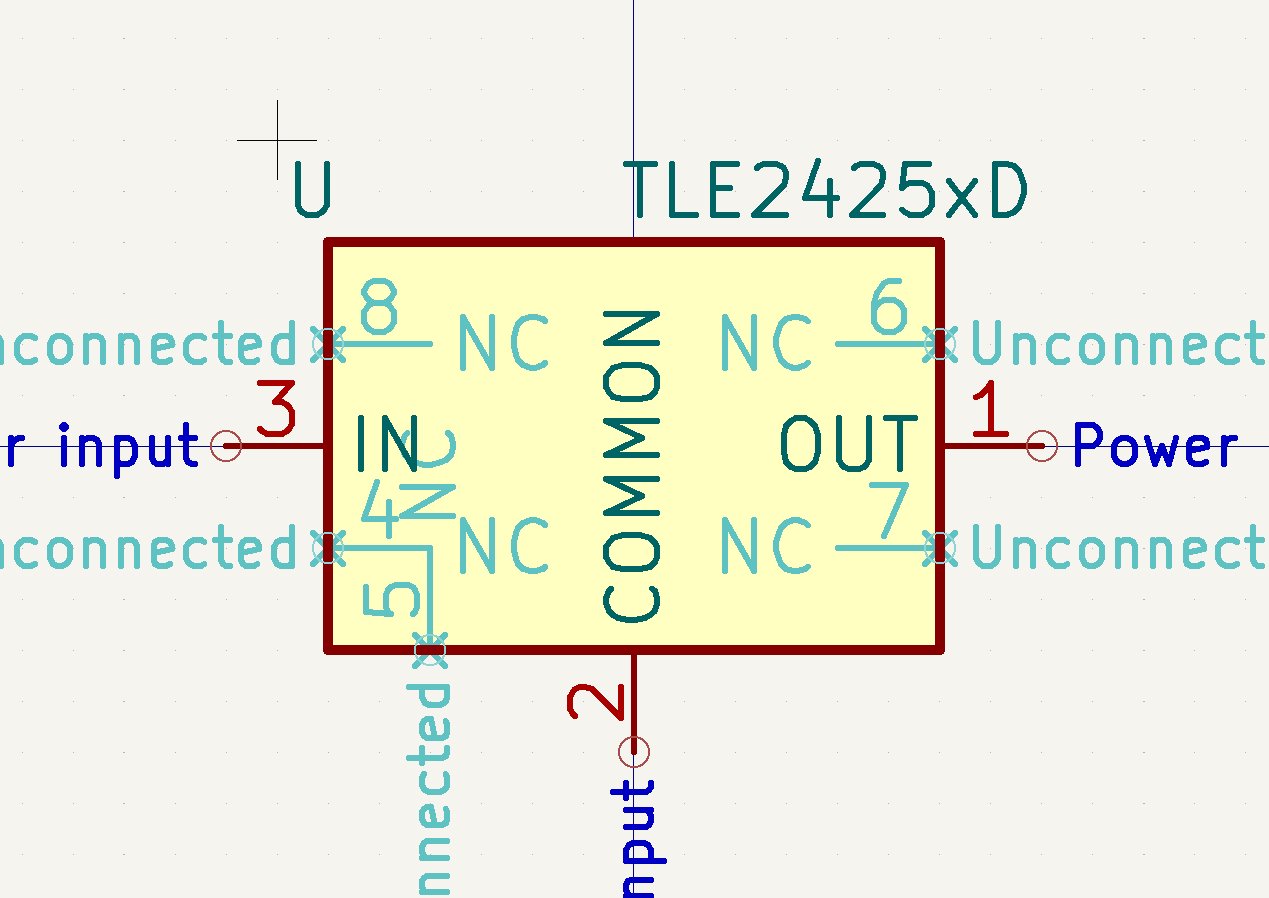 U TLE2425xD
8 NC NC 6
nconnected Unconnect
3 1
r input IN NC OUT Power
COMMON
4 NC NC 7
nconnected Unconnect
5
2
nnected
nput